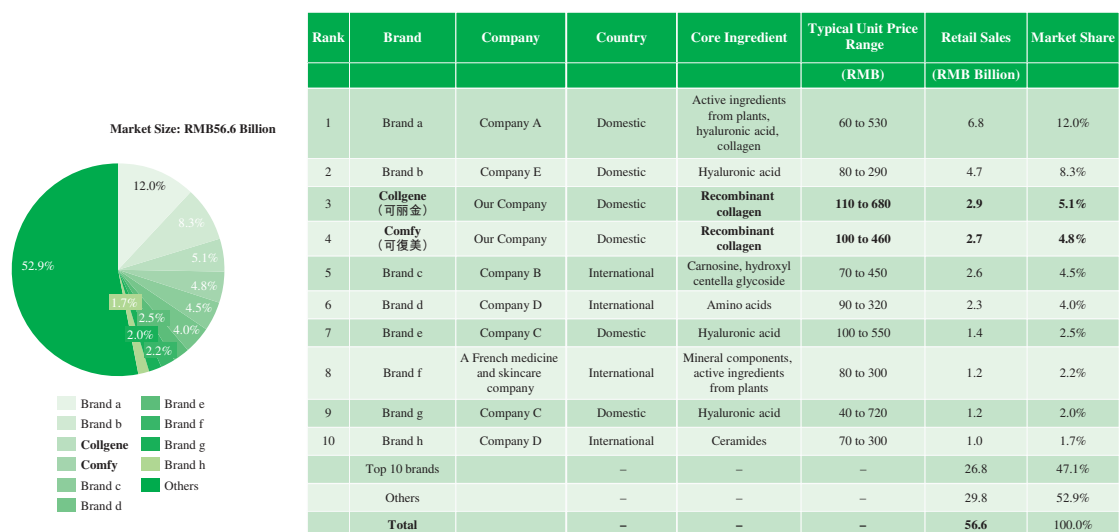 Market Size: RMB56.6 Billion
12.0%
8.3%
5.1%
4.8%
4.5%
4.0%
2.5%
2.2%
2.0%
1.7%
52.9%
Brand a
Brand b
Collgene
Comfy
Brand c
Brand d
Brand e
Brand f
Brand g
Brand h
Others
Rank Brand Company Country Core Ingredient Typical Unit Price Range Retail Sales Market Share
(RMB) (RMB Billion)
1 Brand a Company A Domestic Active ingredients from plants, hyaluronic acid, collagen 60 to 530 6.8 12.0%
2 Brand b Company E Domestic Hyaluronic acid 80 to 290 4.7 8.3%
3 Collgene (可丽金) Our Company Domestic Recombinant collagen 110 to 680 2.9 5.1%
4 Comfy (可復美) Our Company Domestic Recombinant collagen 100 to 460 2.7 4.8%
5 Brand c Company B International Carnosine, hydroxyl centella glycoside 70 to 450 2.6 4.5%
6 Brand d Company D International Amino acids 90 to 320 2.3 4.0%
7 Brand e Company C Domestic Hyaluronic acid 100 to 550 1.4 2.5%
8 Brand f A French medicine and skincare company International Mineral components, active ingredients from plants 80 to 300 1.2 2.2%
9 Brand g Company C Domestic Hyaluronic acid 40 to 720 1.2 2.0%
10 Brand h Company D International Ceramides 70 to 300 1.0 1.7%
Top 10 brands – – – 26.8 47.1%
Others – – – 29.8 52.9%
Total – – – 56.6 100.0%